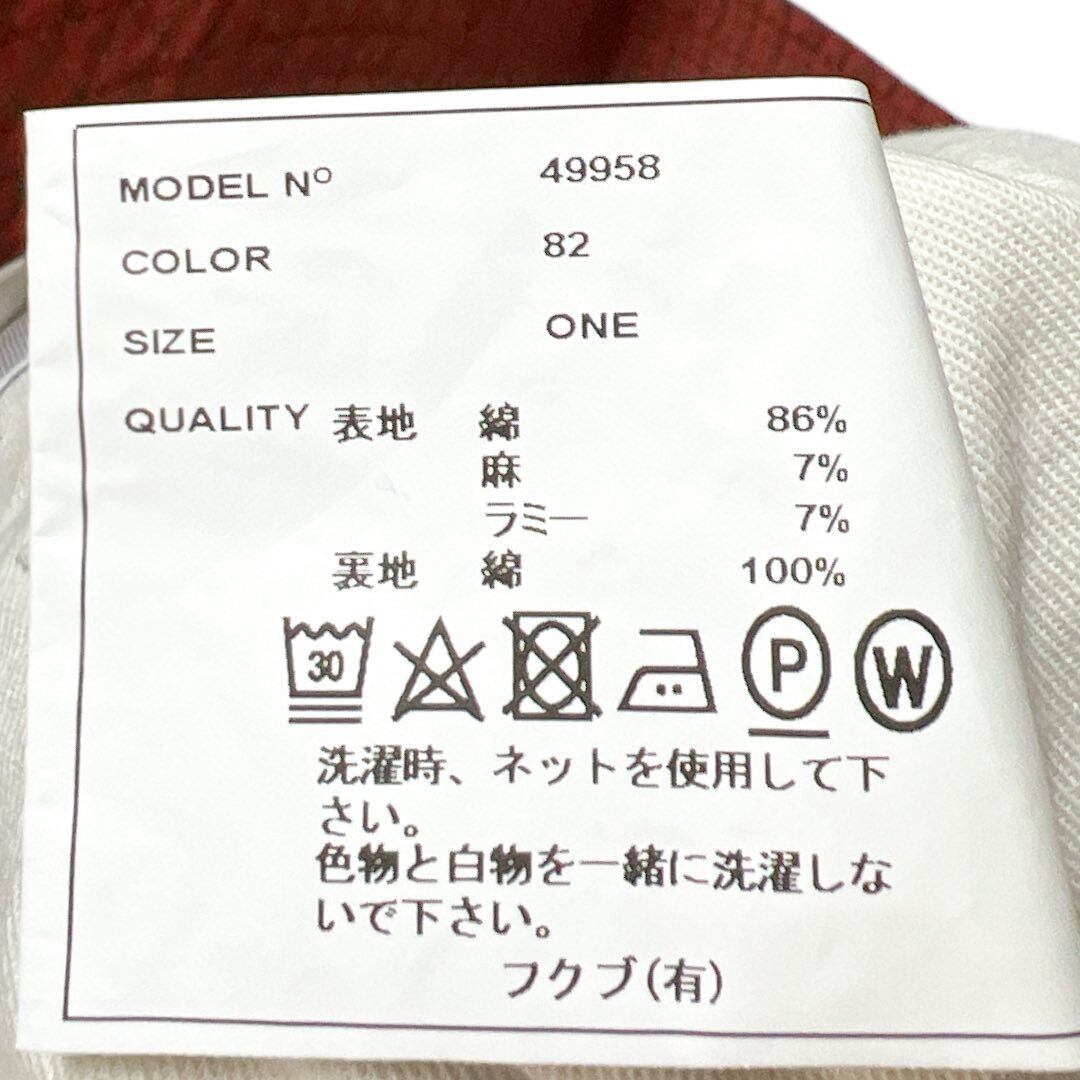 MODEL Nº 49958
COLOR 82
SIZE ONE
QUALITY 表地 綿 86%
麻 7%
ラミー 7%
裏地 綿 100%
30 P W
洗濯時、ネットを使用して下
さい。
色物と白物を一緒に洗濯しな
いで下さい。
フクブ(有)